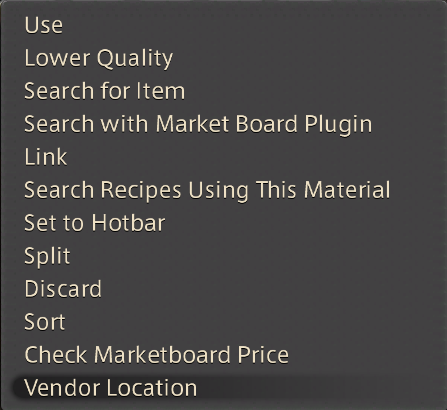 Use
Lower Quality
Search for Item
Search with Market Board Plugin
Link
Search Recipes Using This Material
Set to Hotbar
Split
Discard
Sort
Check Marketboard Price
Vendor Location